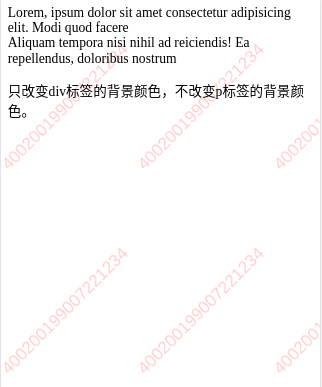 Lorem, ipsum dolor sit amet consectetur adipisicing
elit. Modi quod facere
Aliquam tempora nisi nihil ad reiciendis! Ea
repellendus, doloribus nostrum
只改变div标签的背景颜色，不改变p标签的背景颜
色。
400200199007221234
400200199007221234
400200199007221234
400200199007221234